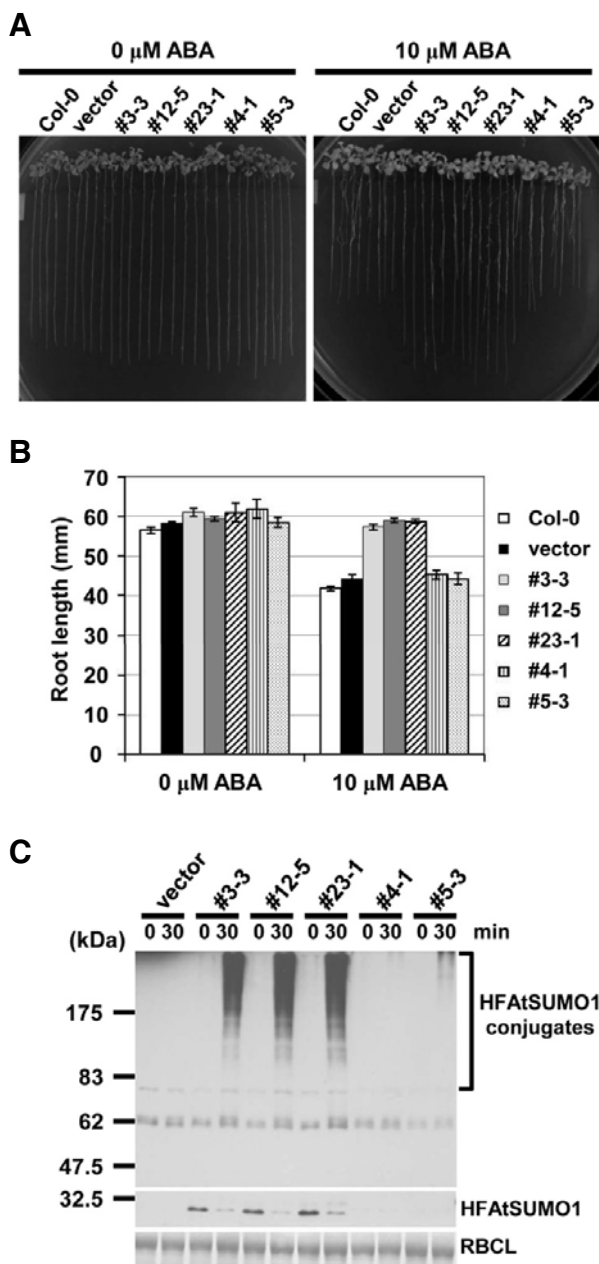 A
0 μM ABA
10 μM ABA
Col-0 vector #3-3 #12-5 #23-1 #4-1 #5-3
Col-0 vector #3-3 #12-5 #23-1 #4-1 #5-3
B
Root length (mm)
70
60
50
40
30
20
10
0
0 μM ABA
10 μM ABA
Col-0
vector
#3-3
#12-5
#23-1
#4-1
#5-3
C
vector #3-3 #12-5 #23-1 #4-1 #5-3
(kDa)
0 30 0 30 0 30 0 30 0 30 0 30 min
175
83
62
47.5
32.5
HFAtSUMO1
conjugates
HFAtSUMO1
RBCL